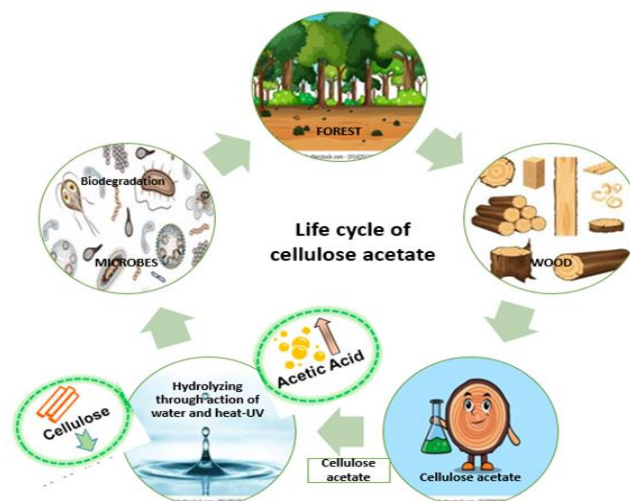 FOREST
Biodegradation
MICROBES
Life cycle of
cellulose acetate
WOOD
Acetic Acid
Cellulose
Hydrolyzing
through action of
water and heat-UV
Cellulose
acetate
Cellulose acetate